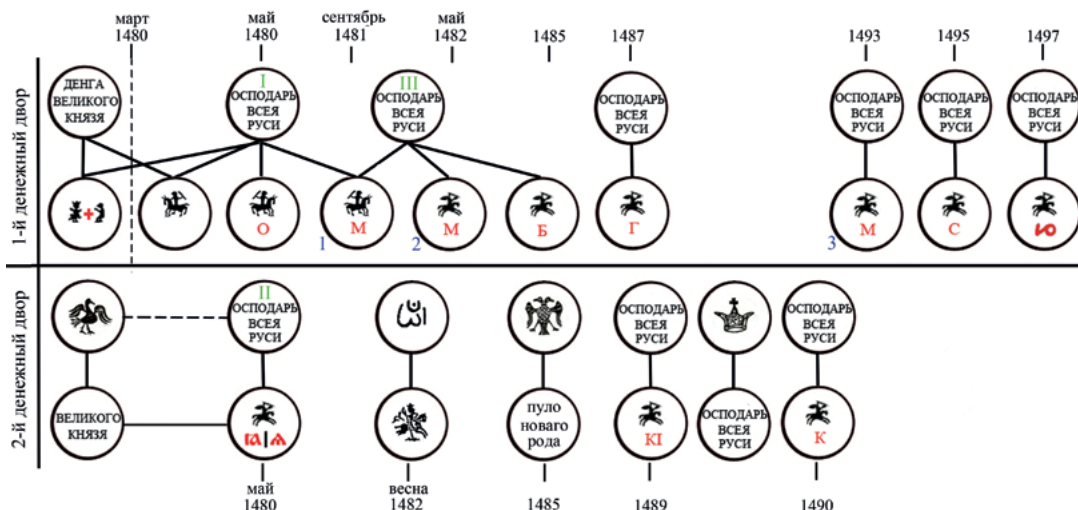 март
1480
май
1480
сентябрь
1481
май
1482
1485
1487
1493
1495
1497
1-й денежный двор
ДЕНГА
ВЕЛИКОГО
КНЯЗЯ
I
ОСПОДАРЬ
ВСЕЯ
РУСИ
III
ОСПОДАРЬ
ВСЕЯ
РУСИ
ОСПОДАРЬ
ВСЕЯ
РУСИ
ОСПОДАРЬ
ВСЕЯ
РУСИ
ОСПОДАРЬ
ВСЕЯ
РУСИ
ОСПОДАРЬ
ВСЕЯ
РУСИ
О
1
М
2
М
Б
Г
3
М
С
2-й денежный двор
II
ОСПОДАРЬ
ВСЕЯ
РУСИ
ОСПОДАРЬ
ВСЕЯ
РУСИ
ОСПОДАРЬ
ВСЕЯ
РУСИ
ВЕЛИКОГО
КНЯЗЯ
Ꙗ|Ѧ
пуло
новаго
рода
КІ
ОСПОДАРЬ
ВСЕЯ
РУСИ
К
май
1480
весна
1482
1485
1489
1490